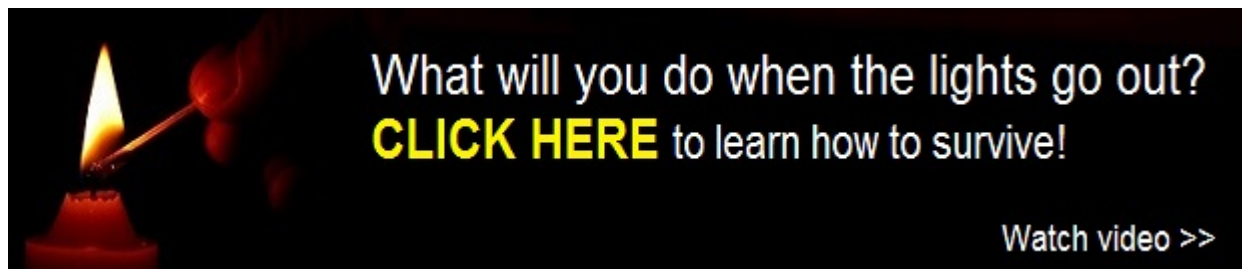 What will you do when the lights go out?
CLICK HERE to learn how to survive!
Watch video >>